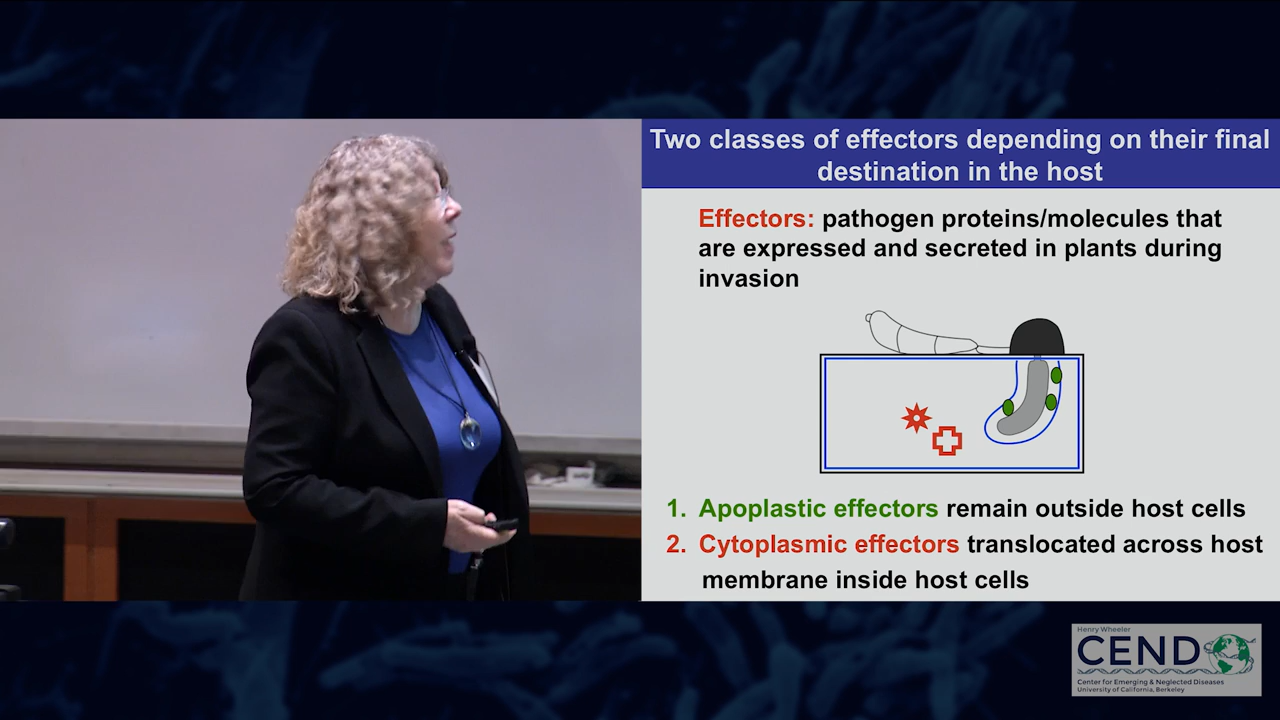 Two classes of effectors depending on their final
destination in the host
Effectors: pathogen proteins/molecules that
are expressed and secreted in plants during
invasion
1. Apoplastic effectors remain outside host cells
2. Cytoplasmic effectors translocated across host
membrane inside host cells
Henry Wheeler
CEND
Center for Emerging & Neglected Diseases
University of California, Berkeley